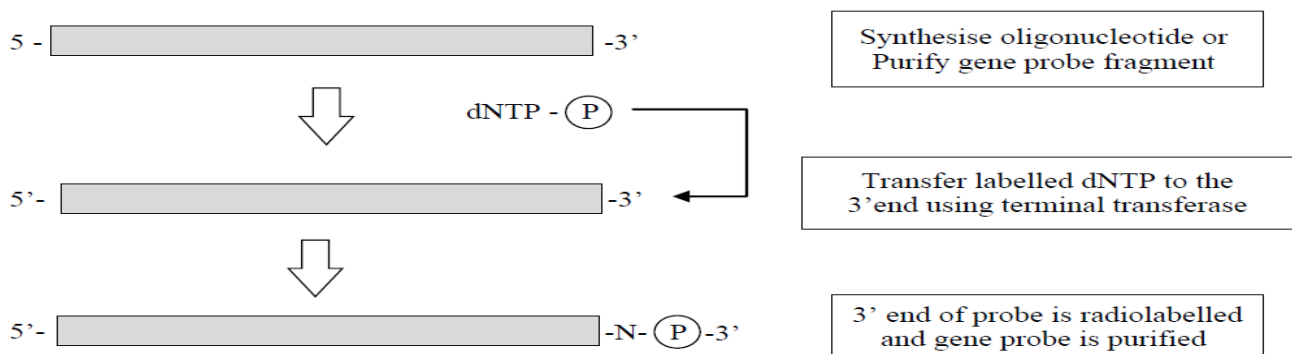 5 - -3’
Synthesise oligonucleotide or
Purify gene probe fragment
dNTP - P
5’- -3’
Transfer labelled dNTP to the
3’end using terminal transferase
5’- -N- P -3’
3’ end of probe is radiolabelled
and gene probe is purified